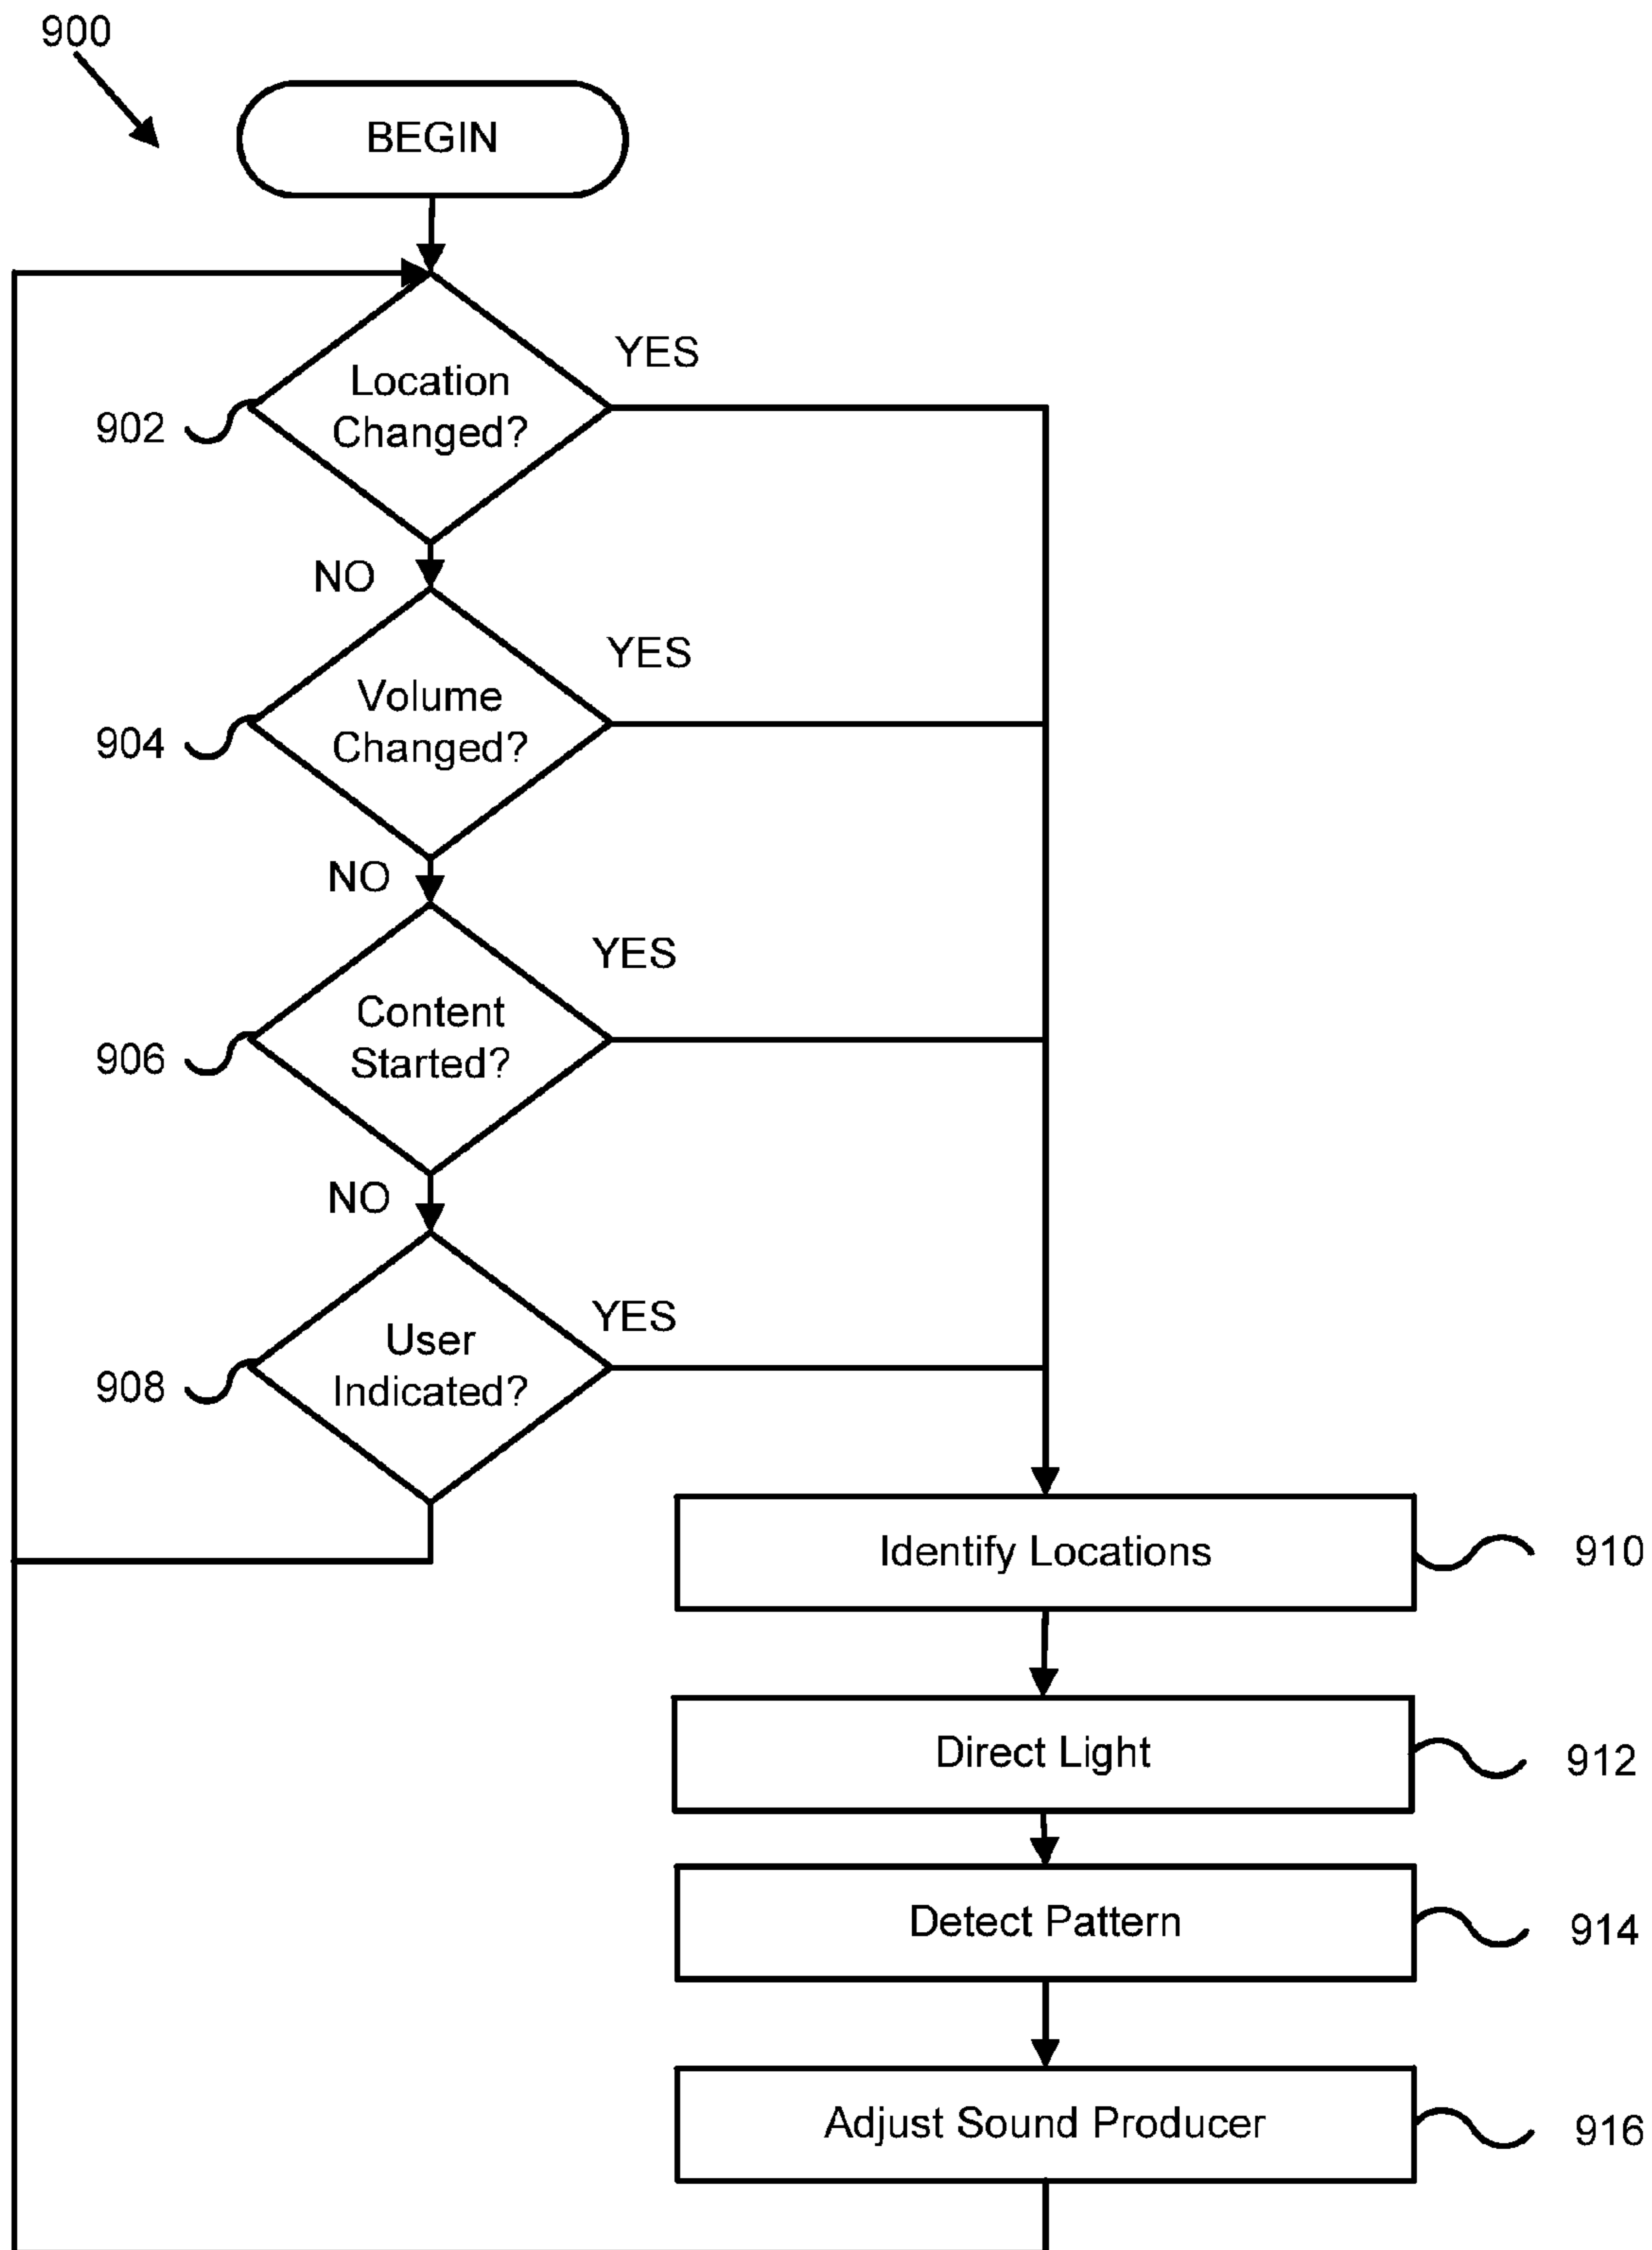 900
BEGIN
YES
Location
Changed?
902
NO
YES
Volume
Changed?
904
NO
YES
Content
Started?
906
NO
YES
User
Indicated?
908
Identify Locations
910
Direct Light
912
Detect Pattern
914
Adjust Sound Producer
916